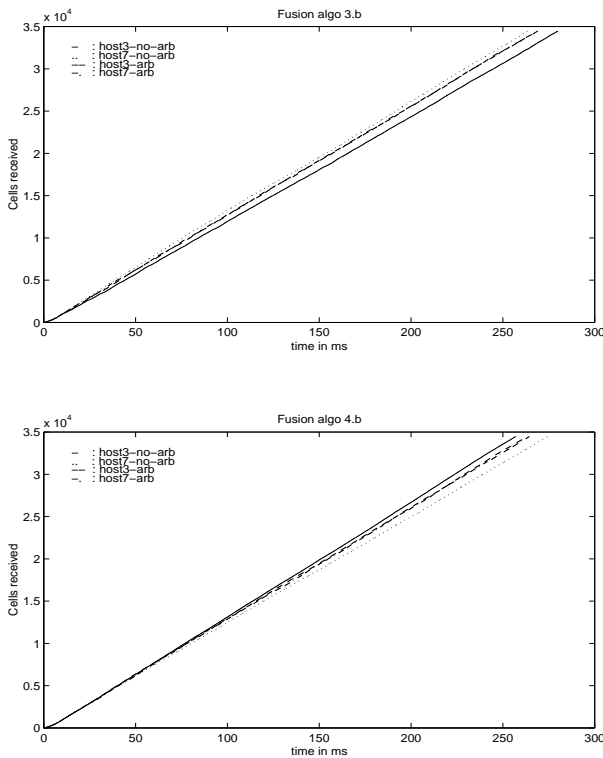 Fusion algo 3.b
x 10^4
3.5
3
2.5
2
1.5
1
0.5
0
– : host3–no–arb
.. : host7–no–arb
–– : host3–arb
–. : host7–arb
Cells received
0 50 100 150 200 250 300
time in ms
Fusion algo 4.b
x 10^4
3.5
3
2.5
2
1.5
1
0.5
0
– : host3–no–arb
.. : host7–no–arb
–– : host3–arb
–. : host7–arb
Cells received
0 50 100 150 200 250 300
time in ms